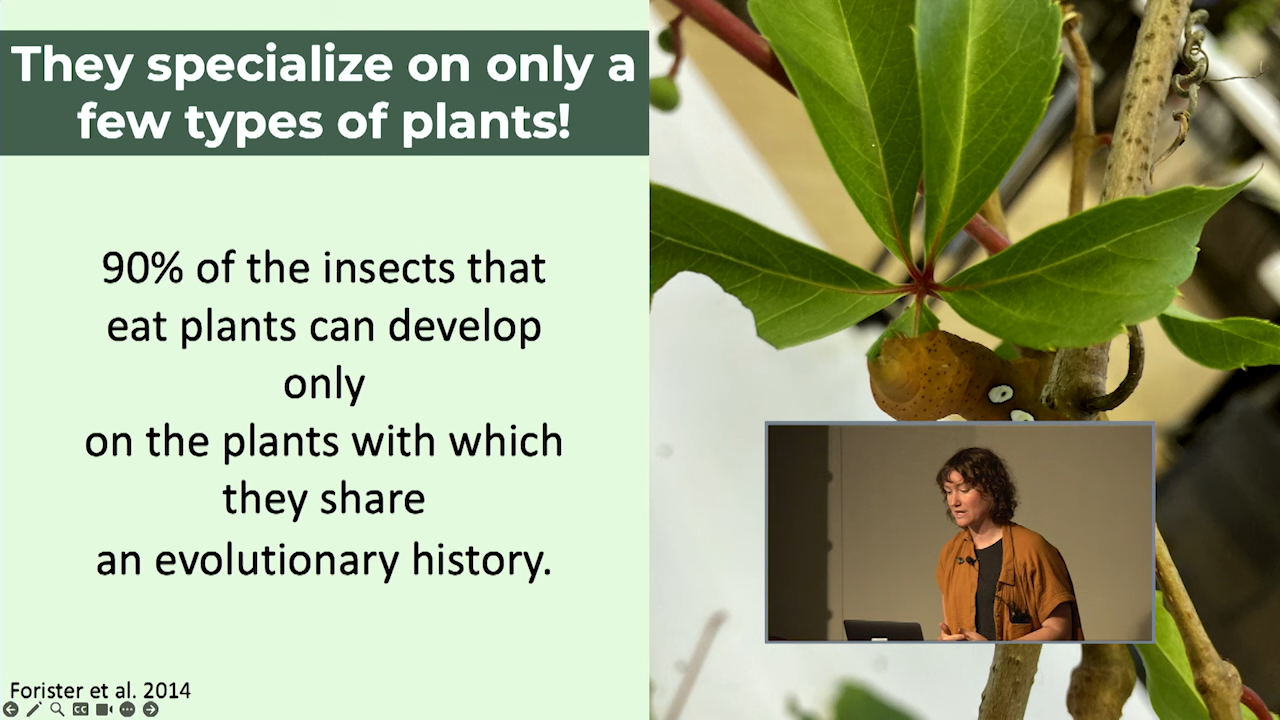 They specialize on only a
few types of plants!
90% of the insects that
eat plants can develop
only
on the plants with which
they share
an evolutionary history.
Forister et al. 2014